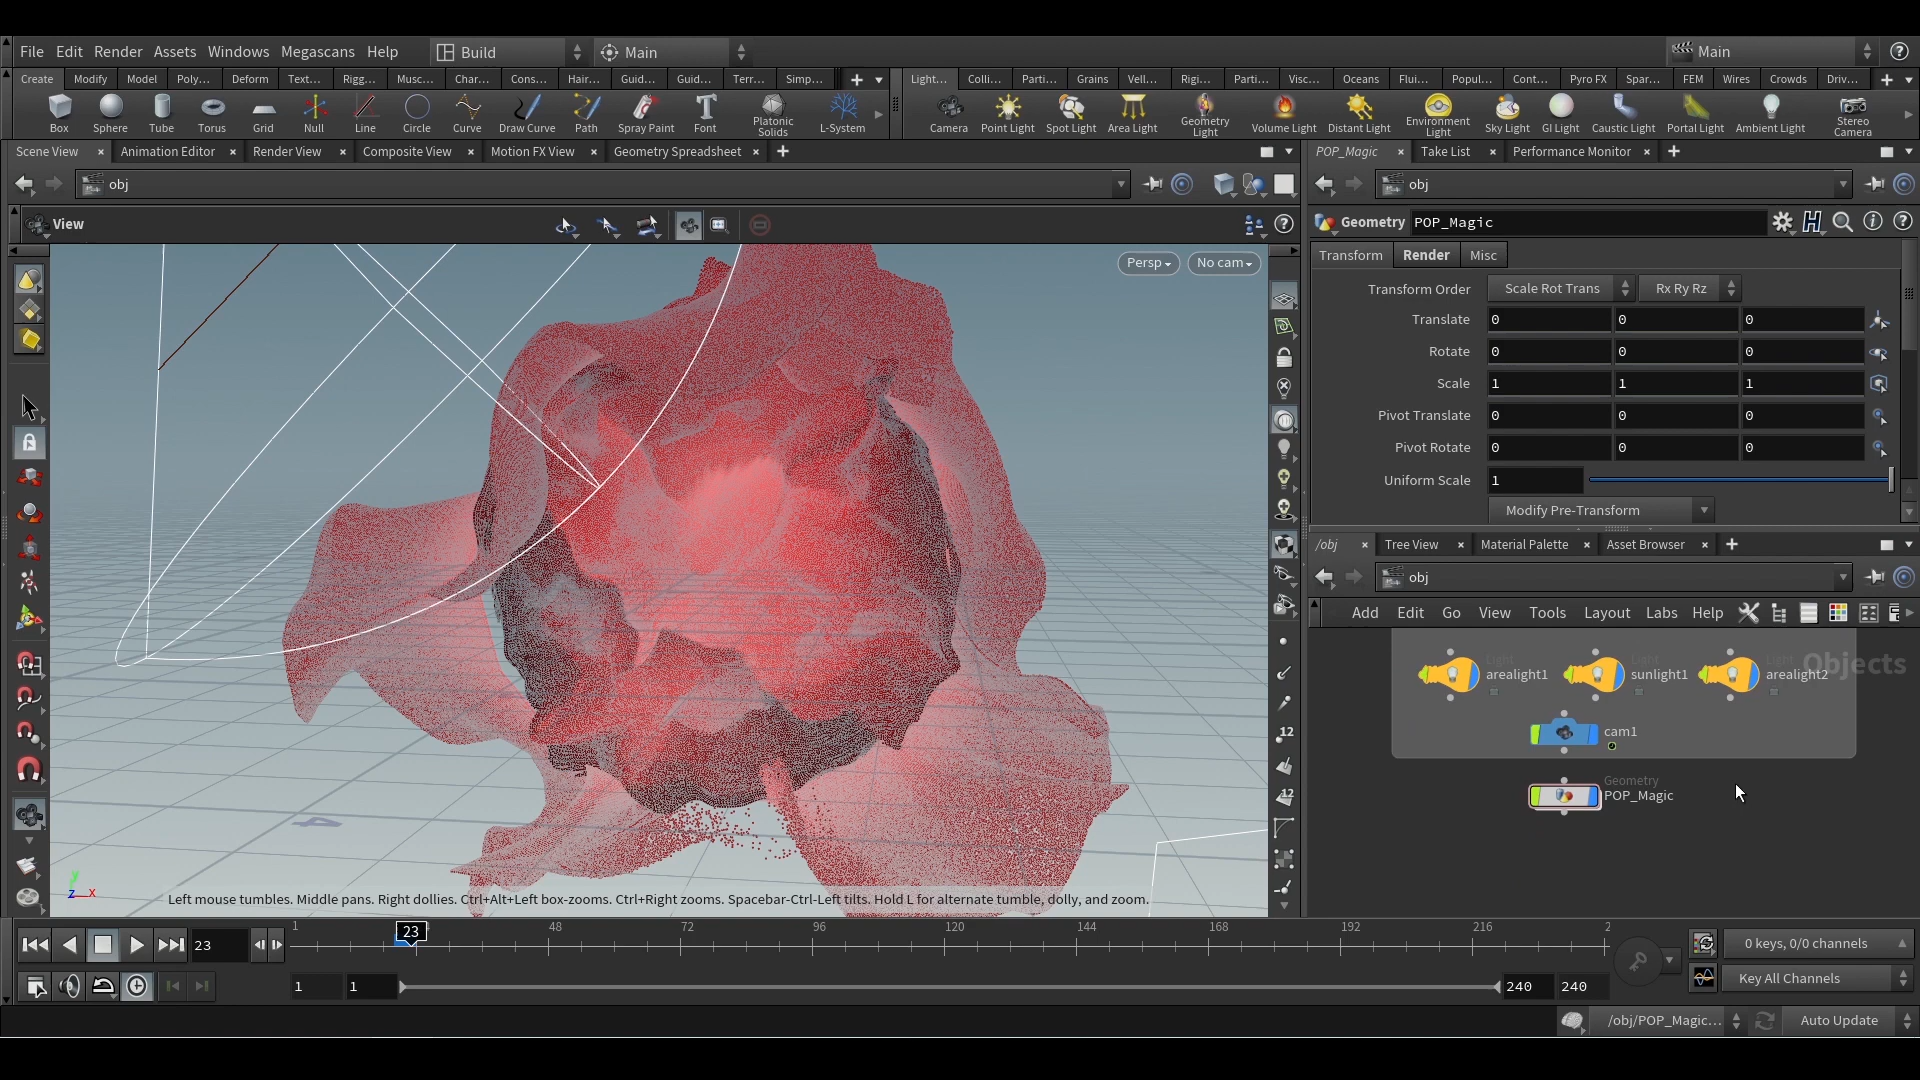 File Edit Render Assets Windows Megascans Help Build Main Main
Create Modify Model Poly... Deform Text... Rigg... Musc... Char... Cons... Hair... Guid... Guid... Terr... Simp... Light... Colli... Parti... Grains Vell... Rigi... Parti... Visc... Oceans Flui... Popul... Cont... Pyro FX Spar... FEM Wires Crowds Driv...
Box Sphere Tube Torus Grid Null Line Circle Curve Draw Curve Path Spray Paint Font Platonic Solids L-System Camera Point Light Spot Light Area Light Geometry Light Volume Light Distant Light Environment Light Sky Light GI Light Caustic Light Portal Light Ambient Light Stereo Camera
Scene View Animation Editor Render View Composite View Motion FX View Geometry Spreadsheet POP_Magic Take List Performance Monitor
obj obj
View Geometry POP_Magic
Persp No cam Transform Render Misc
Transform Order Scale Rot Trans Rx Ry Rz
Translate 0 0 0
Rotate 0 0 0
Scale 1 1 1
Pivot Translate 0 0 0
Pivot Rotate 0 0 0
Uniform Scale 1
Modify Pre-Transform
/obj Tree View Material Palette Asset Browser
obj
Add Edit Go View Tools Layout Labs Help
Objects
Light Light Light
arealight1 sunlight1 arealight2
cam1
Geometry
POP_Magic
12
12
4
y
z x
Left mouse tumbles. Middle pans. Right dollies. Ctrl+Alt+Left box-zooms. Ctrl+Right zooms. Spacebar-Ctrl-Left tilts. Hold L for alternate tumble, dolly, and zoom.
23 1 23 48 72 96 120 144 168 192 216 2
0 keys, 0/0 channels
1 1 240 240 Key All Channels
/obj/POP_Magic... Auto Update